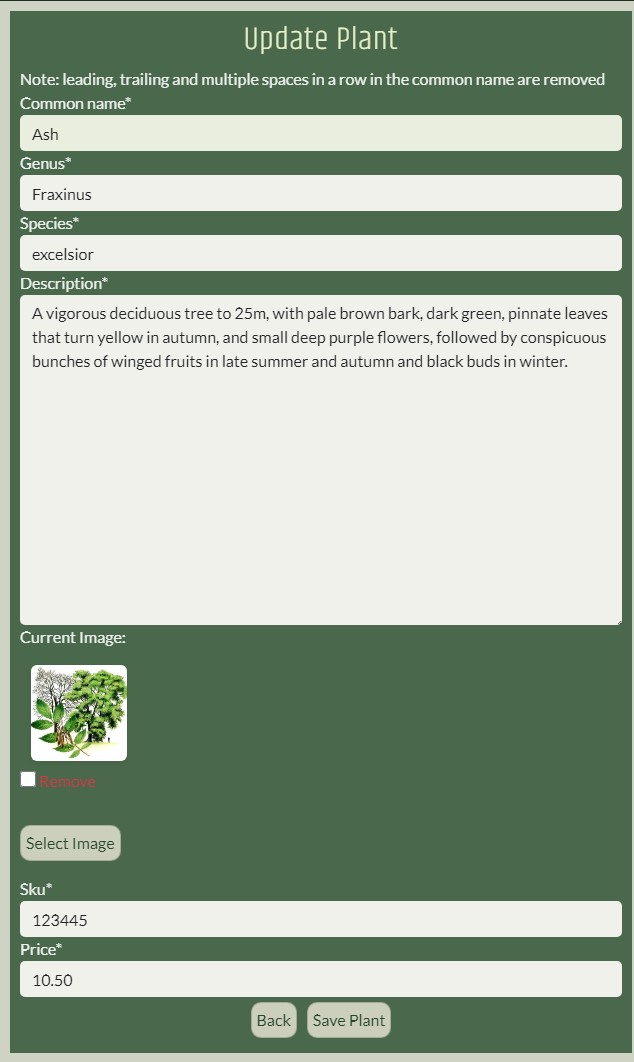 Update Plant
Note: leading, trailing and multiple spaces in a row in the common name are removed
Common name*
Ash
Genus*
Fraxinus
Species*
excelsior
Description*
A vigorous deciduous tree to 25m, with pale brown bark, dark green, pinnate leaves
that turn yellow in autumn, and small deep purple flowers, followed by conspicuous
bunches of winged fruits in late summer and autumn and black buds in winter.
Current Image:
Remove
Select Image
Sku*
123445
Price*
10.50
Back Save Plant